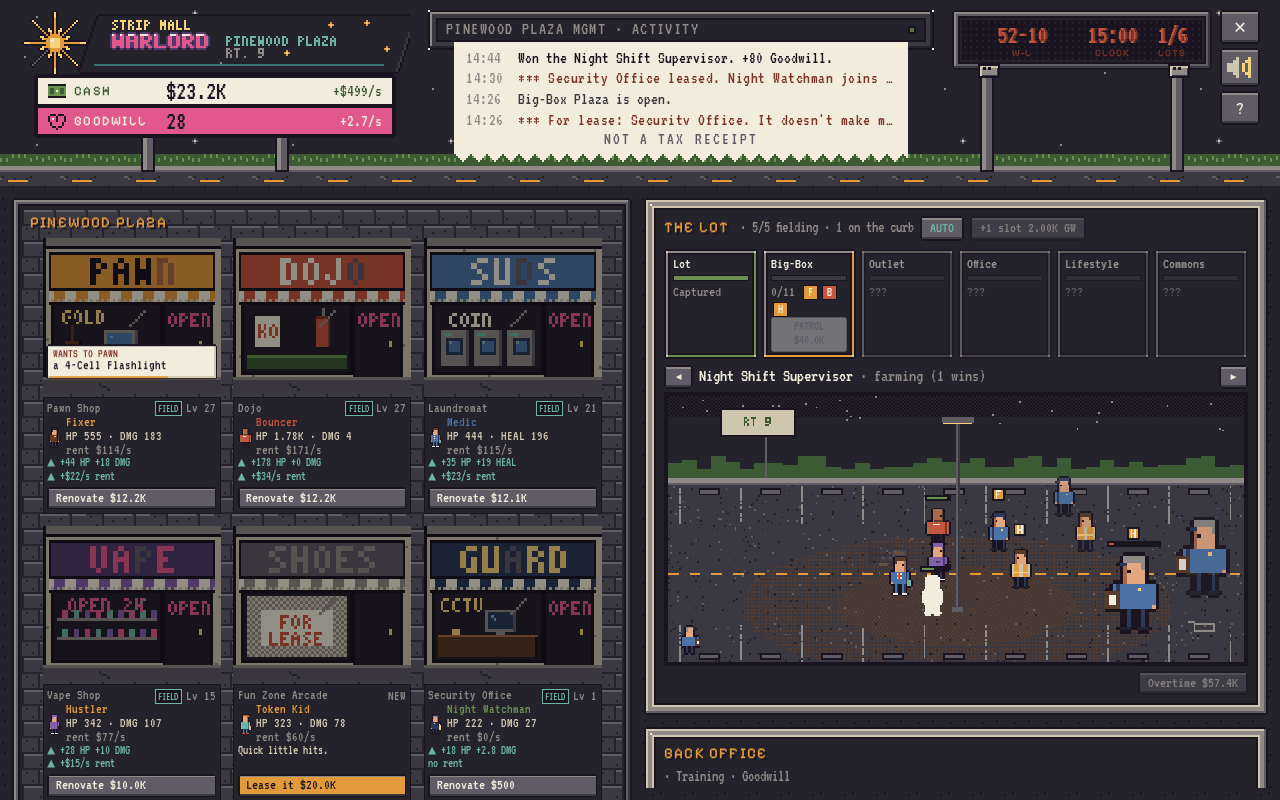 STRIP MALL
WARLORD
PINEWOOD PLAZA
RT. 9
CASH $23.2K +$499/s
GOODWILL 28 +2.7/s
PINEWOOD PLAZA MGMT · ACTIVITY
14:44 Won the Night Shift Supervisor. +80 Goodwill.
14:30 *** Security Office leased. Night Watchman joins …
14:26 Big-Box Plaza is open.
14:26 *** For lease: Security Office. It doesn't make m…
NOT A TAX RECEIPT
52-10 15:00 1/6
W-L CLOCK LOTS
×
?
PINEWOOD PLAZA
PAWN
GOLD
OPEN
WANTS TO PAWN
a 4-Cell Flashlight
Pawn Shop FIELD Lv 27
Fixer
HP 555 · DMG 183
rent $114/s
▲ +44 HP +18 DMG
▲ +$22/s rent
Renovate $12.2K
DOJO
KO
OPEN
Dojo FIELD Lv 27
Bouncer
HP 1.78K · DMG 4
rent $171/s
▲ +178 HP +0 DMG
▲ +$34/s rent
Renovate $12.2K
SUDS
COIN
OPEN
Laundromat FIELD Lv 21
Medic
HP 444 · HEAL 196
rent $115/s
▲ +35 HP +19 HEAL
▲ +$23/s rent
Renovate $12.1K
VAPE
OPEN 24
OPEN
Vape Shop FIELD Lv 15
Hustler
HP 342 · DMG 107
rent $77/s
▲ +28 HP +10 DMG
▲ +$15/s rent
Renovate $10.0K
SHOES
FOR
LEASE
Fun Zone Arcade NEW
Token Kid
HP 323 · DMG 78
rent $60/s
Quick little hits.
Lease it $20.0K
GUARD
CCTV
OPEN
Security Office FIELD Lv 1
Night Watchman
HP 222 · DMG 27
rent $0/s
▲ +18 HP +2.8 DMG
no rent
Renovate $500
THE LOT · 5/5 fielding · 1 on the curb AUTO +1 slot 2.00K GW
Lot
Captured
Big-Box
0/11 F B
H
PATROL
$40.0K
Outlet
???
Office
???
Lifestyle
???
Commons
???
◄ Night Shift Supervisor · farming (1 wins) ►
RT 9
F
H
H
Overtime $57.4K
BACK OFFICE
· Training · Goodwill